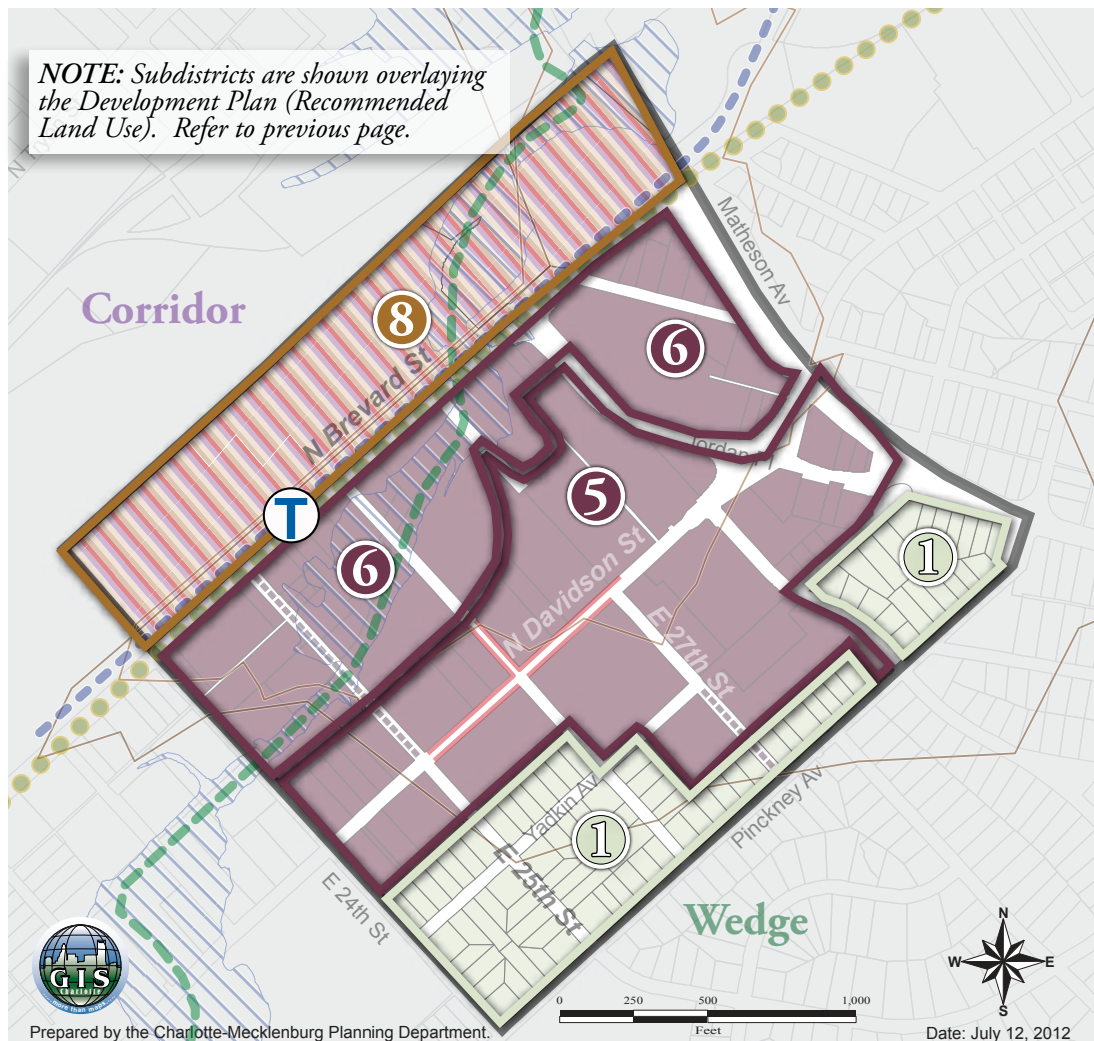 NOTE: Subdistricts are shown overlaying
the Development Plan (Recommended
Land Use). Refer to previous page.
Matheson Av
Corridor
8
6
N Brevard St
Jordan Pl
T
5
6
N Davidson St
1
E 27th St
Yadkin Av
1
Pinckney Av
E 25th St
E 24th St
Wedge
GIS
Charlotte
...more than maps...
N
W
E
S
0 250 500 1,000
Feet
Prepared by the Charlotte-Mecklenburg Planning Department.
Date: July 12, 2012